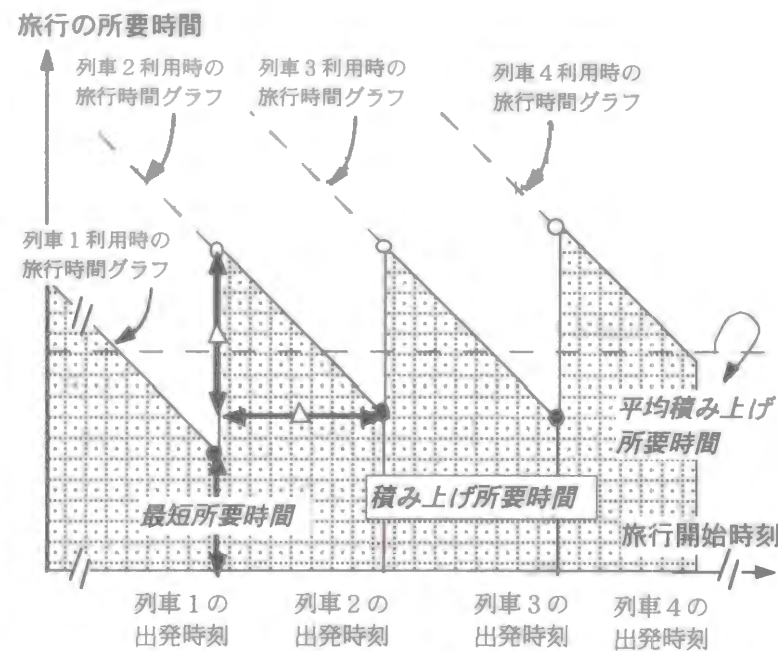 旅行の所要時間
列車2利用時の
旅行時間グラフ
列車3利用時の
旅行時間グラフ
列車4利用時の
旅行時間グラフ
列車1利用時の
旅行時間グラフ
平均積み上げ
所要時間
積み上げ所要時間
最短所要時間
旅行開始時刻
列車1の
出発時刻
列車2の
出発時刻
列車3の
出発時刻
列車4の
出発時刻